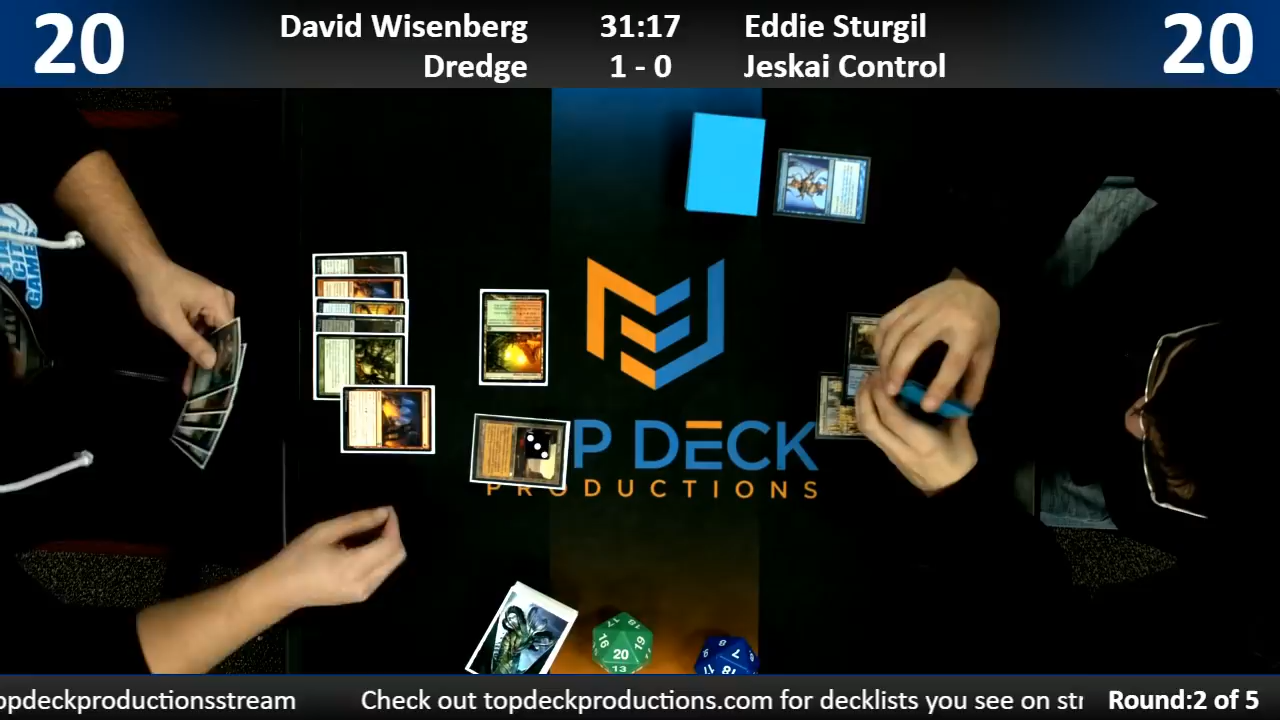 20
David Wisenberg
31:17
Eddie Sturgil
20
Dredge
1 - 0
Jeskai Control
P DECK
PRODUCTIONS
20
opdeckproductionsstream
Check out topdeckproductions.com for decklists you see on str
Round:2 of 5